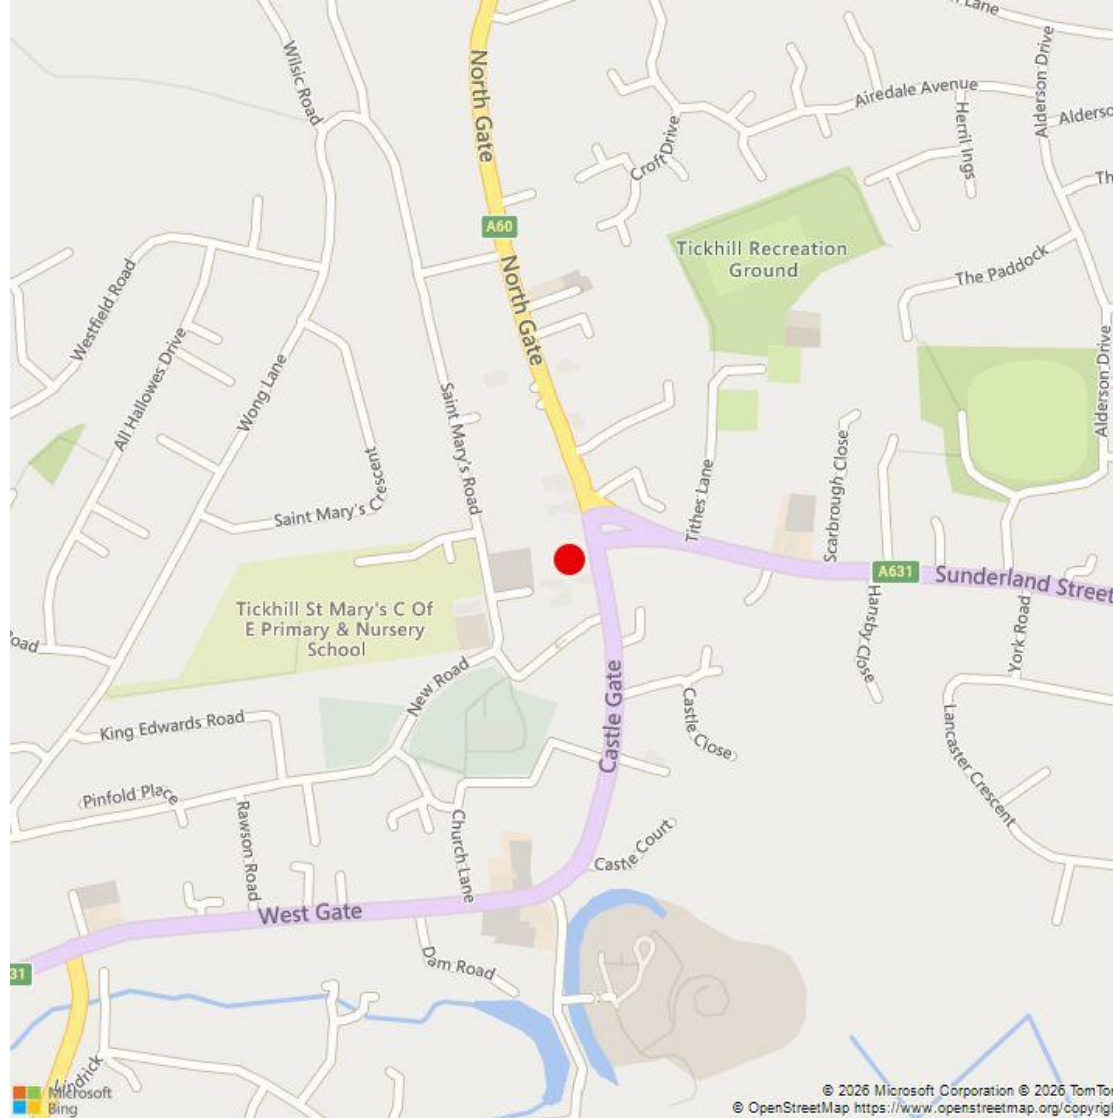 Lane
Wilsic Road
North Gate
Alderson Drive
Airedale Avenue
Herril Ings
Croft Drive
A60
Tickhill Recreation
Ground
The Paddock
North Gate
Westfield Road
All Hallowes Drive
Wong Lane
Saint Mary's Road
Alderson Drive
Saint Mary's Crescent
Tithes Lane
Scarbrough Close
A631
Sunderland Street
Tickhill St Mary's C Of
E Primary & Nursery
School
Hansby Close
York Road
oad
New Road
Castle Gate
Castle Close
King Edwards Road
Lancaster Crescent
Pinfold Place
Rawson Road
Church Lane
Castle Court
West Gate
Dam Road
31
Lindrick
Microsoft
Bing
© 2026 Microsoft Corporation © 2026 TomTom
© OpenStreetMap https://www.openstreetmap.org/copyrig